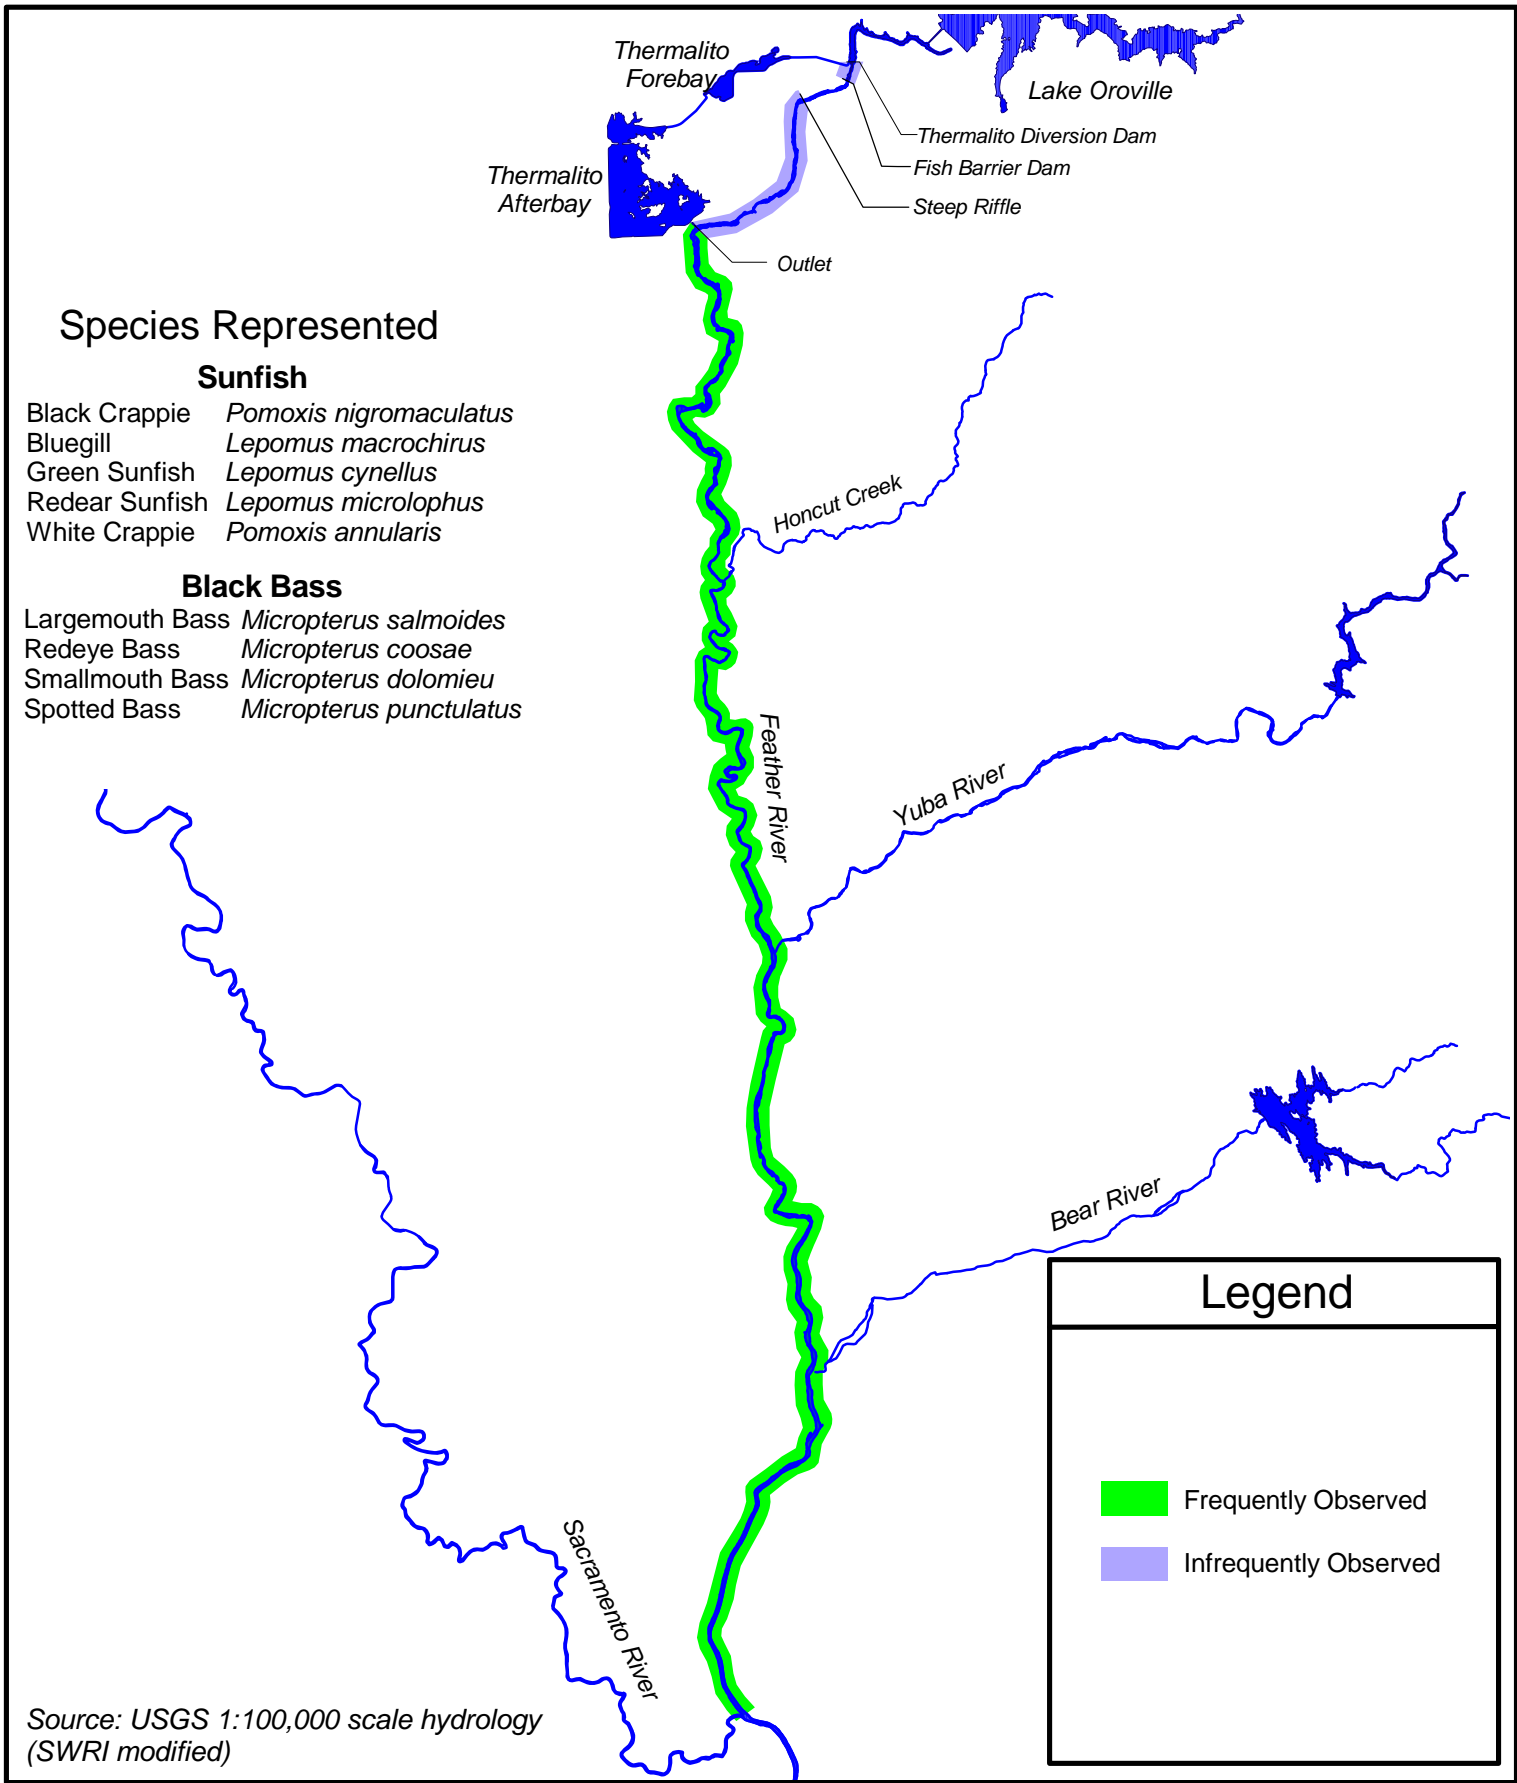 Thermalito
Forebay
Lake Oroville
Thermalito Diversion Dam
Fish Barrier Dam
Thermalito
Afterbay
Steep Riffle
Outlet
Species Represented
Sunfish
Black Crappie Pomoxis nigromaculatus
Bluegill Lepomus macrochirus
Green Sunfish Lepomus cynellus
Redear Sunfish Lepomus microlophus
White Crappie Pomoxis annularis
Black Bass
Largemouth Bass Micropterus salmoides
Redeye Bass Micropterus coosae
Smallmouth Bass Micropterus dolomieu
Spotted Bass Micropterus punctulatus
Honcut Creek
Feather River
Yuba River
Bear River
Sacramento River
Legend
Frequently Observed
Infrequently Observed
Source: USGS 1:100,000 scale hydrology
(SWRI modified)